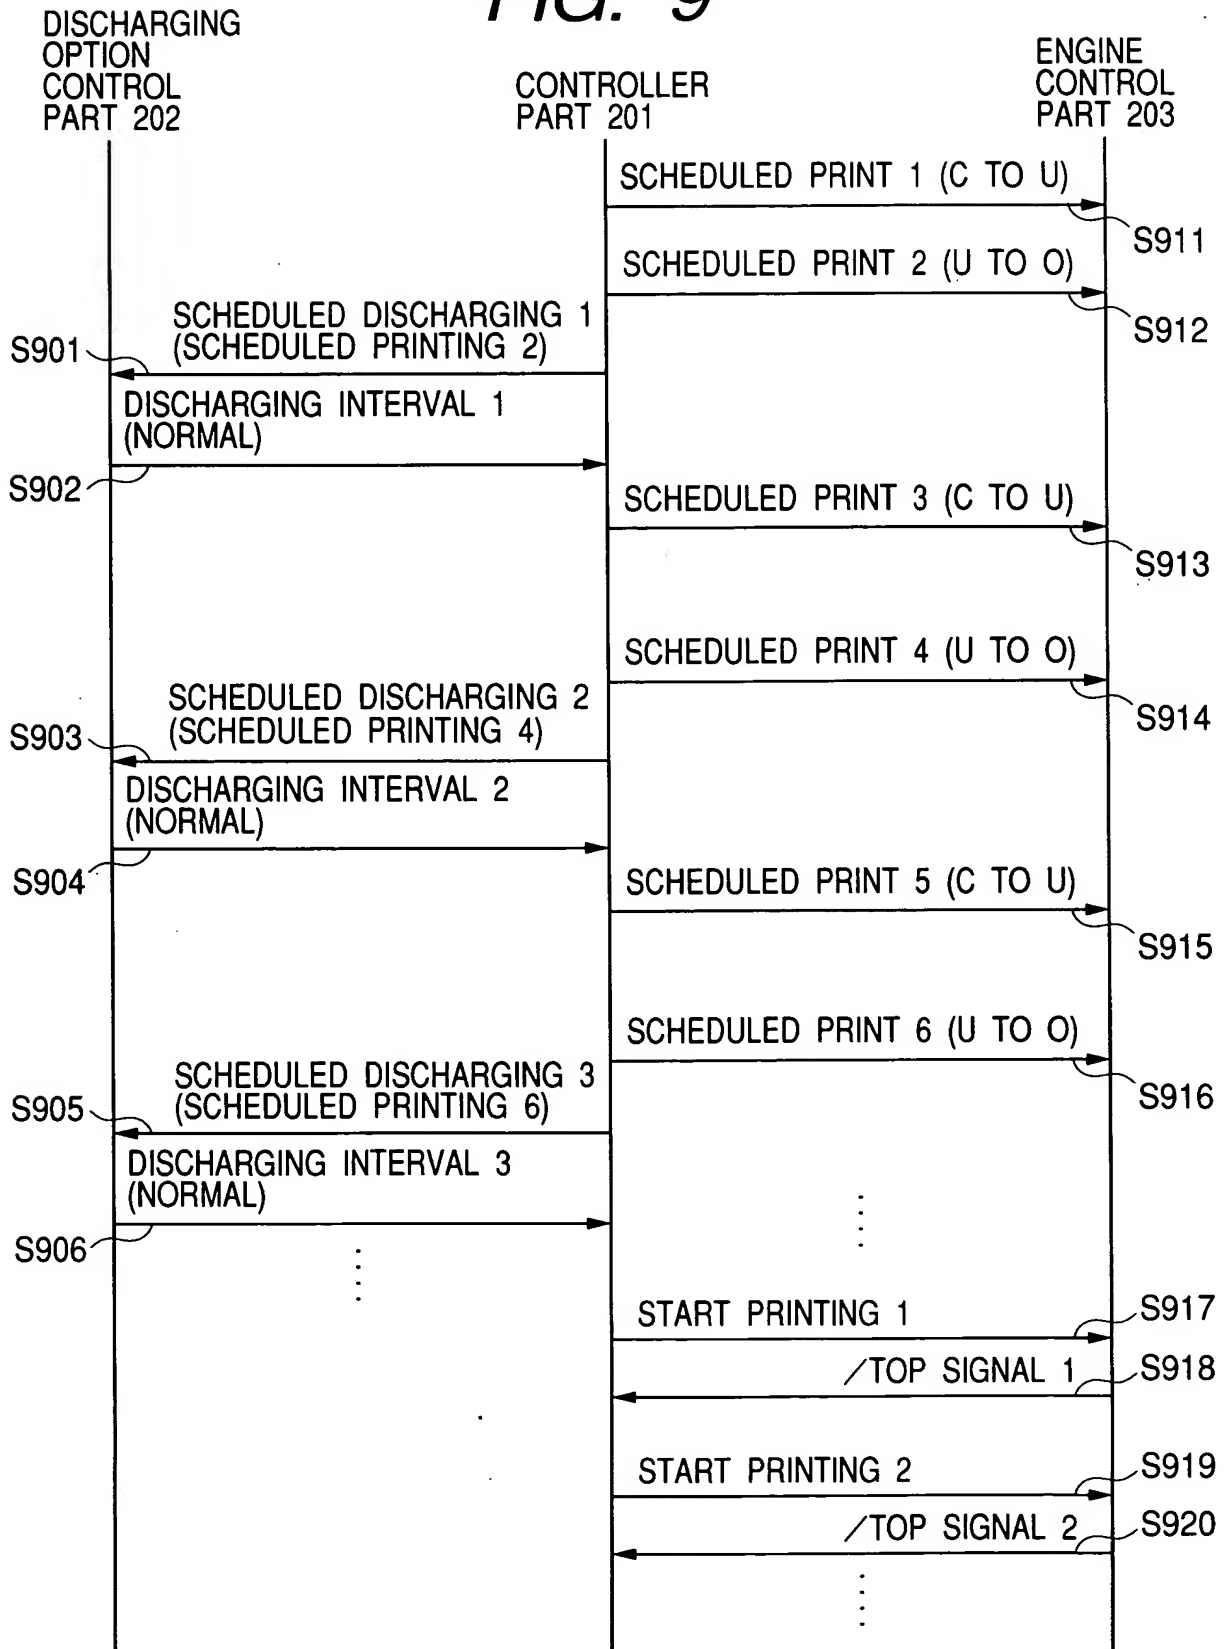 FIG. 9
DISCHARGING
OPTION
CONTROL
PART 202
CONTROLLER
PART 201
ENGINE
CONTROL
PART 203
SCHEDULED PRINT 1 (C TO U)
S911
SCHEDULED PRINT 2 (U TO O)
S912
SCHEDULED DISCHARGING 1
(SCHEDULED PRINTING 2)
S901
DISCHARGING INTERVAL 1
(NORMAL)
S902
SCHEDULED PRINT 3 (C TO U)
S913
SCHEDULED PRINT 4 (U TO O)
S914
SCHEDULED DISCHARGING 2
(SCHEDULED PRINTING 4)
S903
DISCHARGING INTERVAL 2
(NORMAL)
S904
SCHEDULED PRINT 5 (C TO U)
S915
SCHEDULED PRINT 6 (U TO O)
S916
SCHEDULED DISCHARGING 3
(SCHEDULED PRINTING 6)
S905
DISCHARGING INTERVAL 3
(NORMAL)
S906
START PRINTING 1
S917
/TOP SIGNAL 1
S918
START PRINTING 2
S919
/TOP SIGNAL 2
S920